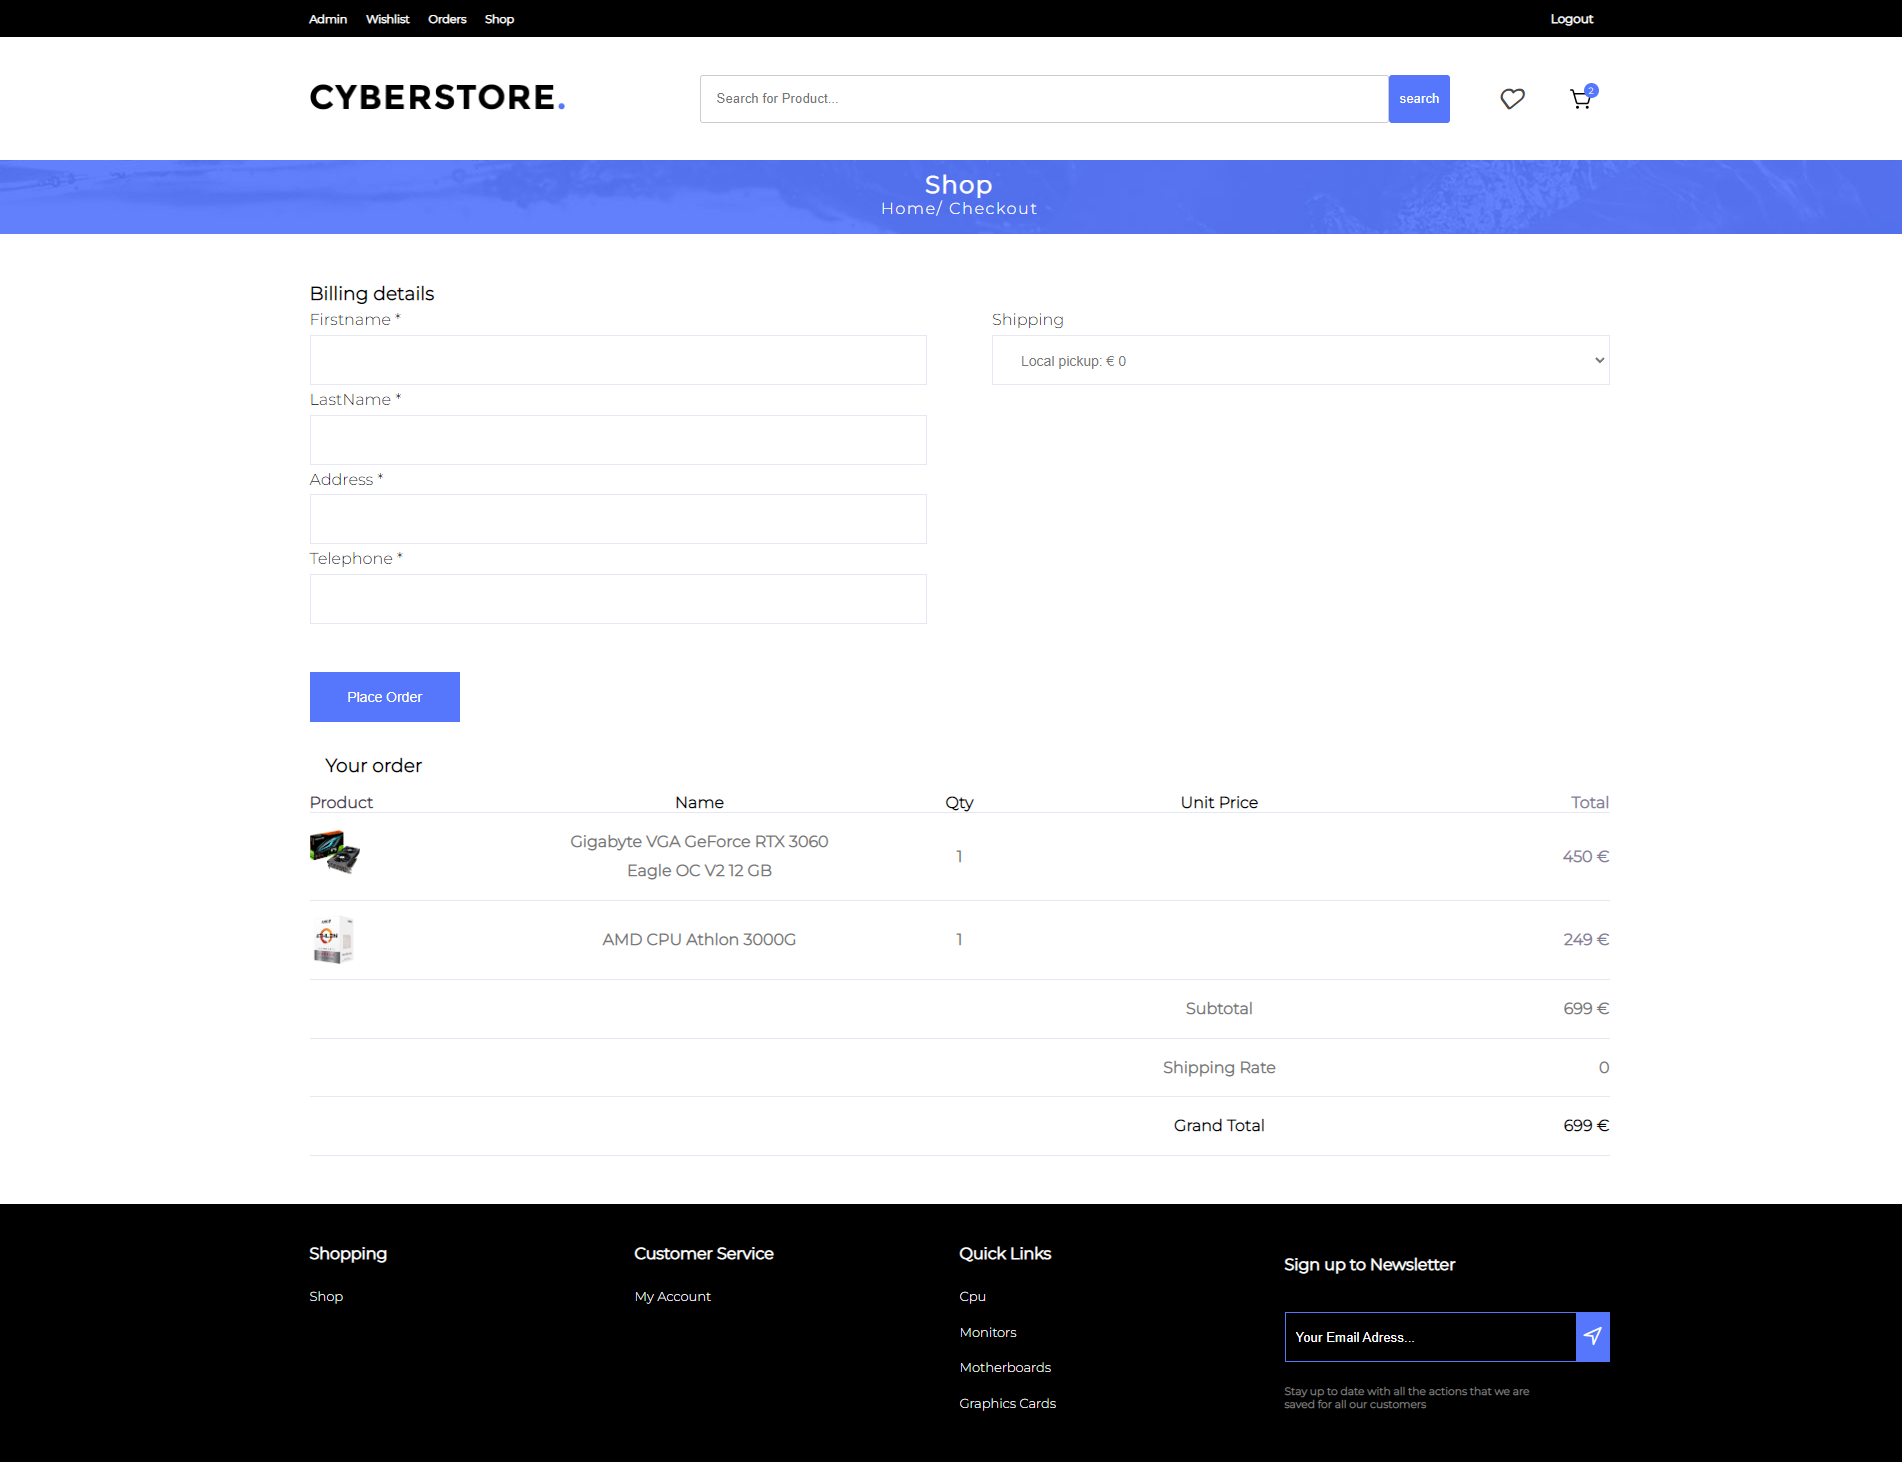 Admin Wishlist Orders Shop Logout
CYBERSTORE.
Search for Product... search 2
Shop
Home/ Checkout
Billing details
Firstname * Shipping
Local pickup: € 0
LastName *
Address *
Telephone *
Place Order
Your order
Product Name Qty Unit Price Total
Gigabyte VGA GeForce RTX 3060
Eagle OC V2 12 GB
1 450 €
AMD CPU Athlon 3000G 1 249 €
Subtotal 699 €
Shipping Rate 0
Grand Total 699 €
Shopping
Shop
Customer Service
My Account
Quick Links
Cpu
Monitors
Motherboards
Graphics Cards
Sign up to Newsletter
Your Email Adress...
Stay up to date with all the actions that we are
saved for all our customers